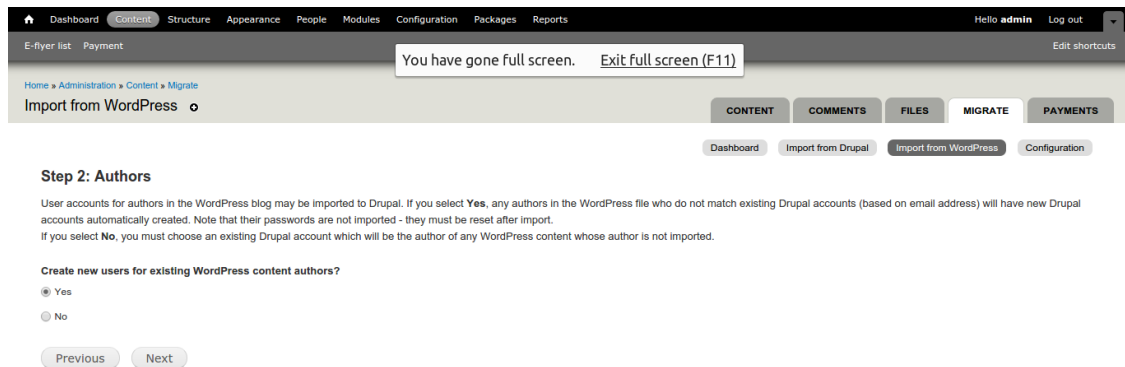 Dashboard Content Structure Appearance People Modules Configuration Packages Reports Hello admin Log out
E-flyer list Payment Edit shortcuts
You have gone full screen. Exit full screen (F11)
Home » Administration » Content » Migrate
Import from WordPress
CONTENT COMMENTS FILES MIGRATE PAYMENTS
Dashboard Import from Drupal Import from WordPress Configuration
Step 2: Authors
User accounts for authors in the WordPress blog may be imported to Drupal. If you select Yes, any authors in the WordPress file who do not match existing Drupal accounts (based on email address) will have new Drupal
accounts automatically created. Note that their passwords are not imported - they must be reset after import.
If you select No, you must choose an existing Drupal account which will be the author of any WordPress content whose author is not imported.
Create new users for existing WordPress content authors?
Yes
No
Previous Next